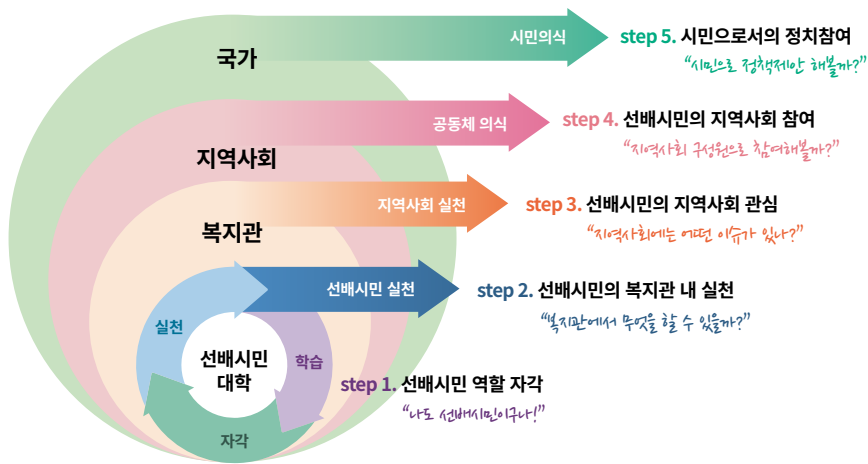 국가
시민의식
step 5. 시민으로서의 정치참여
“시민으로 정책제안 해볼까?”
공동체 의식
step 4. 선배시민의 지역사회 참여
“지역사회 구성원으로 참여해볼까?”
지역사회
지역사회 실천
step 3. 선배시민의 지역사회 관심
“지역사회에는 어떤 이슈가 있나?”
복지관
선배시민 실천
step 2. 선배시민의 복지관 내 실천
“복지관에서 무엇을 할 수 있을까?”
실천
선배시민
대학
학습
step 1. 선배시민 역할 자각
“나도 선배시민이구나!”
자각